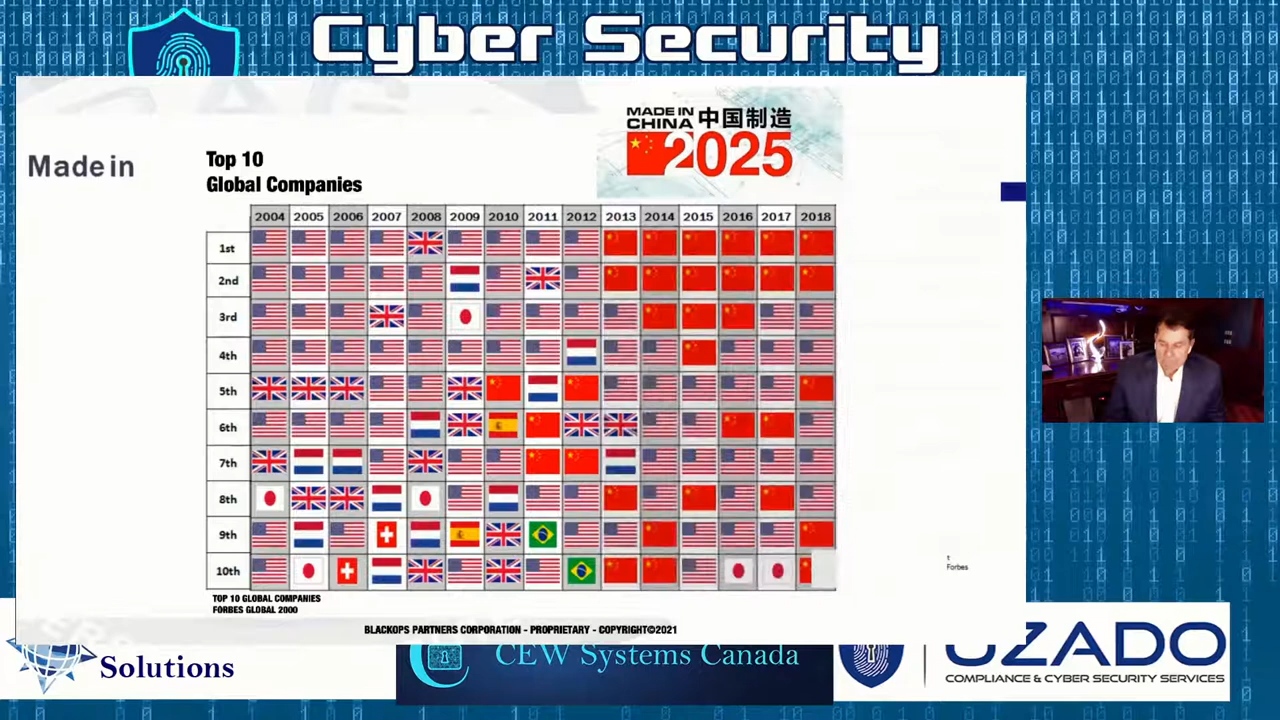 Cyber Security
MADE IN
CHINA 中国制造
2025
Made in
Top 10
Global Companies
2004 2005 2006 2007 2008 2009 2010 2011 2012 2013 2014 2015 2016 2017 2018
1st
2nd
3rd
4th
5th
6th
7th
8th
9th
10th
t
Forbes
TOP 10 GLOBAL COMPANIES
FORBES GLOBAL 2000
BLACKOPS PARTNERS CORPORATION - PROPRIETARY - COPYRIGHT©2021
Solutions
CEW Systems Canada
UZADO
COMPLIANCE & CYBER SECURITY SERVICES